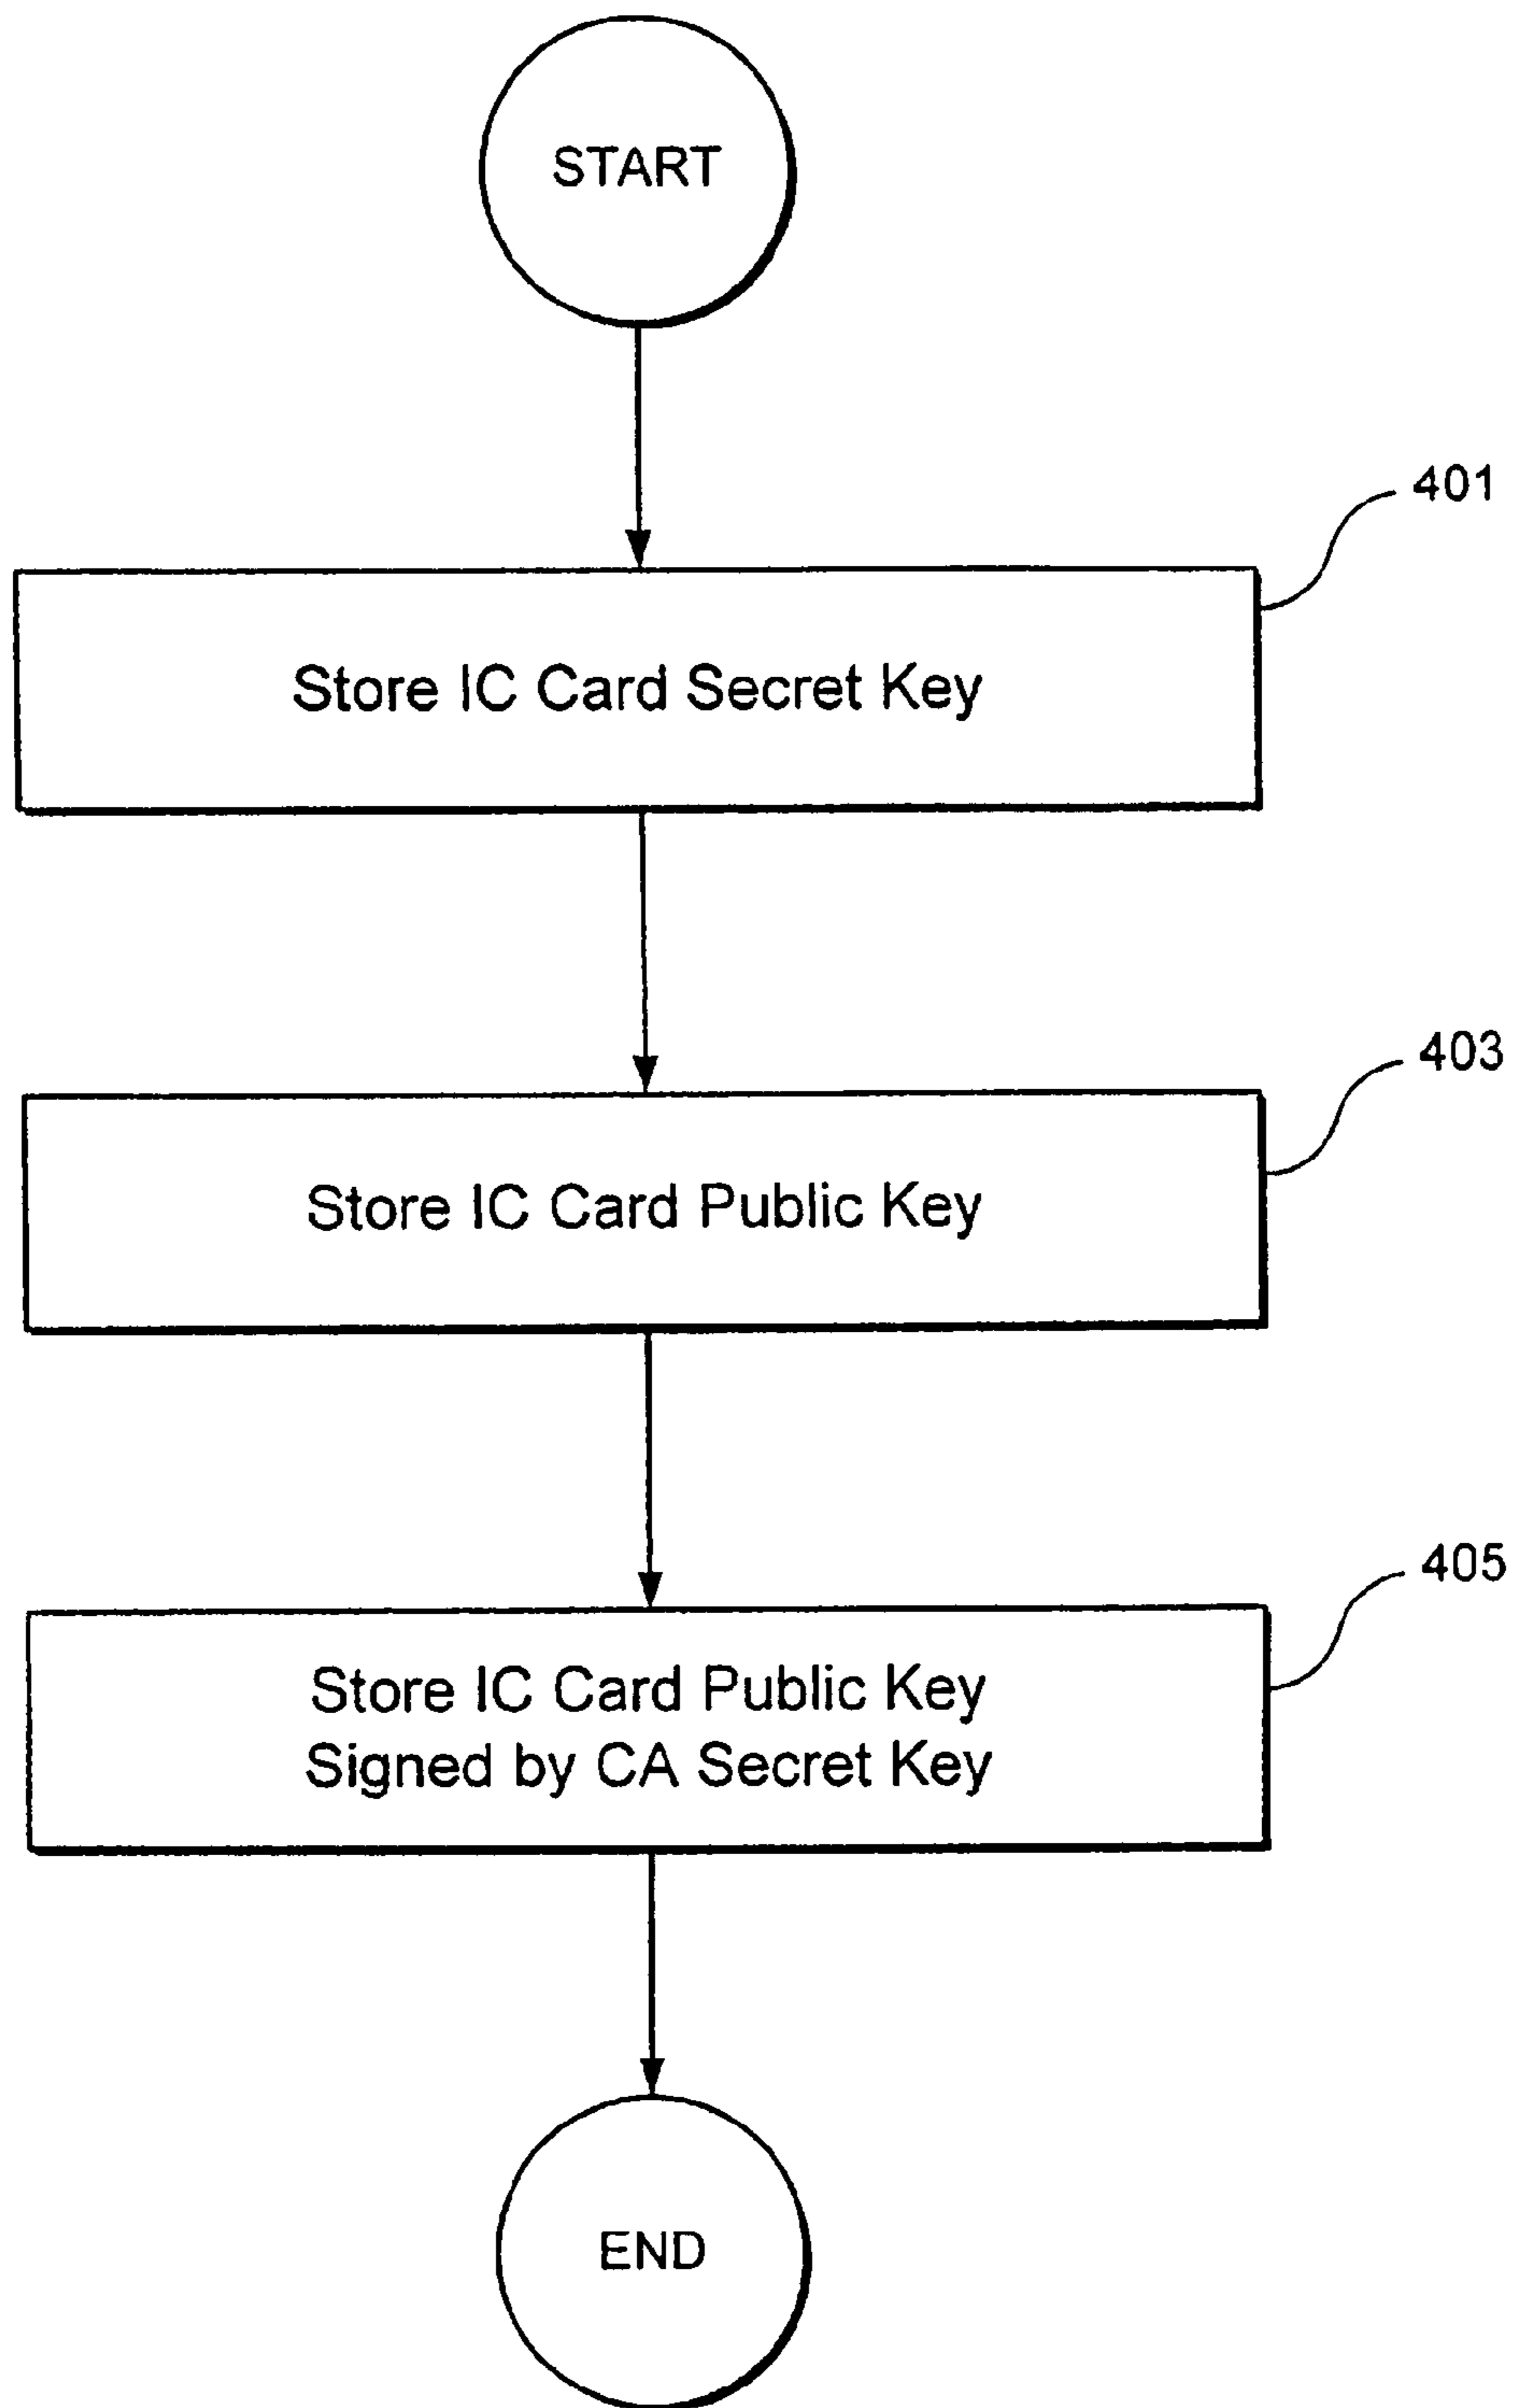 START
401
Store IC Card Secret Key
403
Store IC Card Public Key
405
Store IC Card Public Key
Signed by CA Secret Key
END